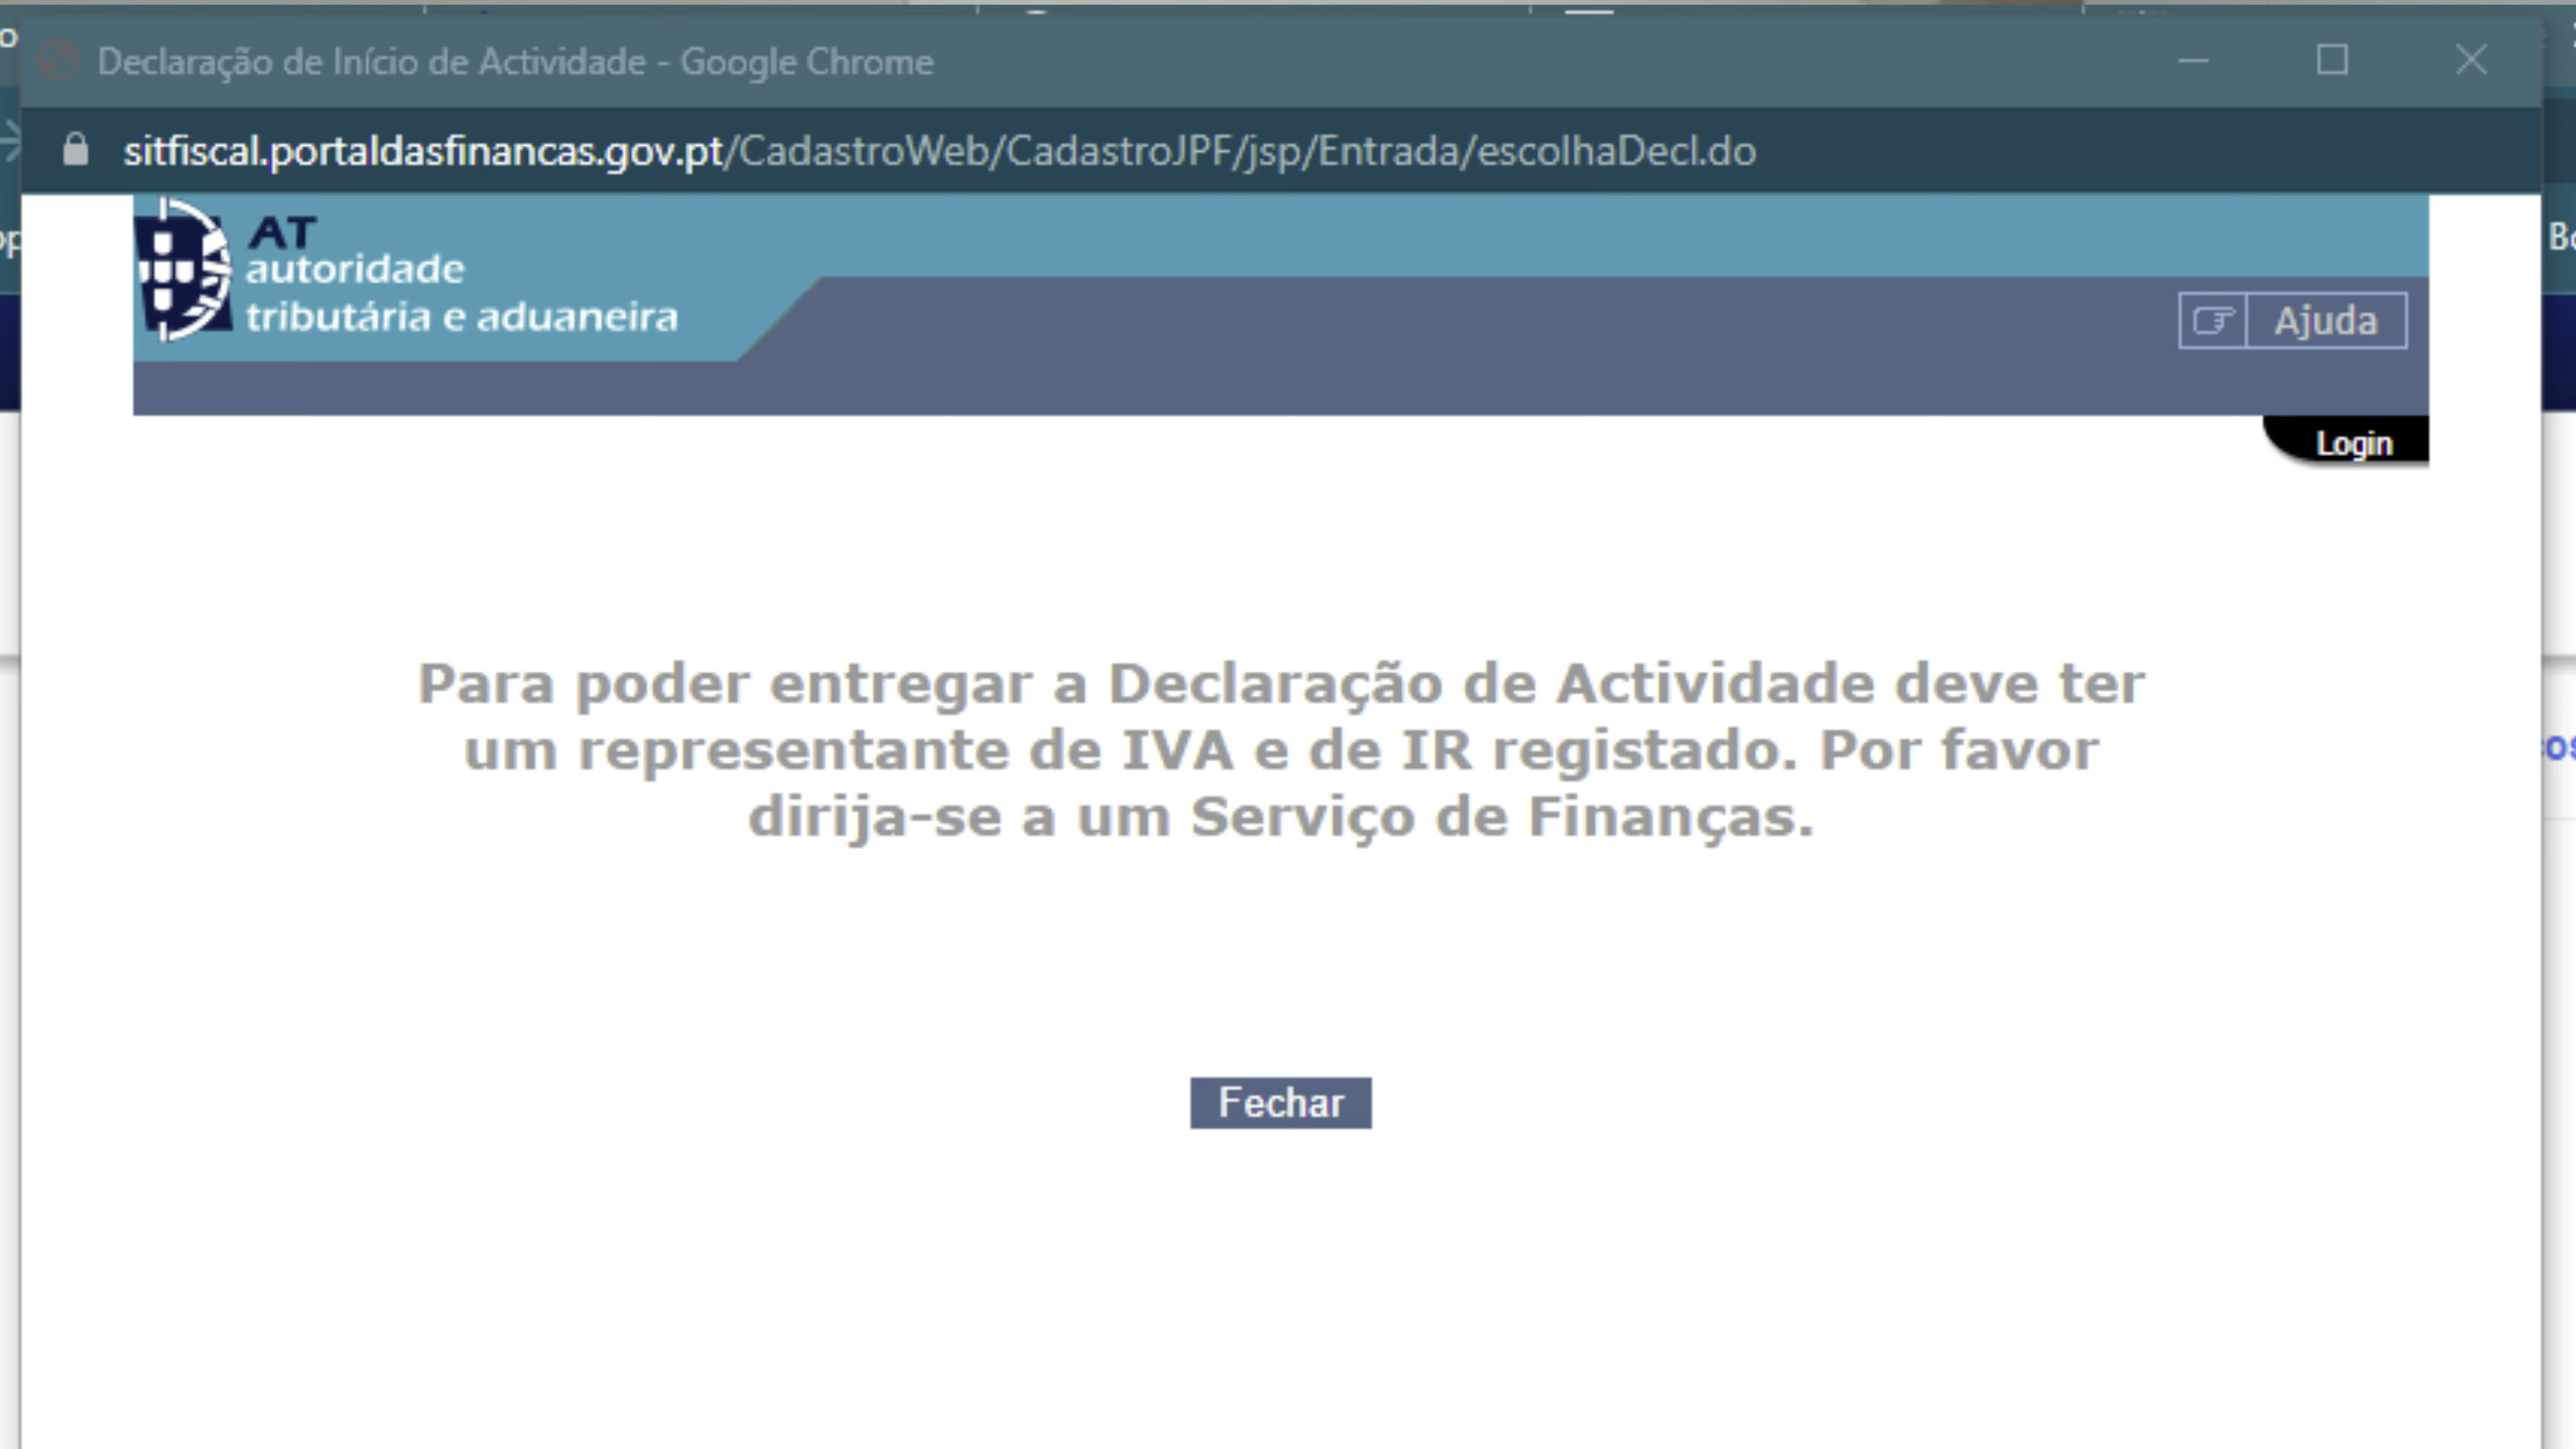 Declaração de Início de Actividade - Google Chrome
sitfiscal.portaldasfinancas.gov.pt/CadastroWeb/CadastroJPF/jsp/Entrada/escolhaDecl.do
AT
autoridade
tributária e aduaneira
Ajuda
Login
Para poder entregar a Declaração de Actividade deve ter
um representante de IVA e de IR registado. Por favor
dirija-se a um Serviço de Finanças.
Fechar